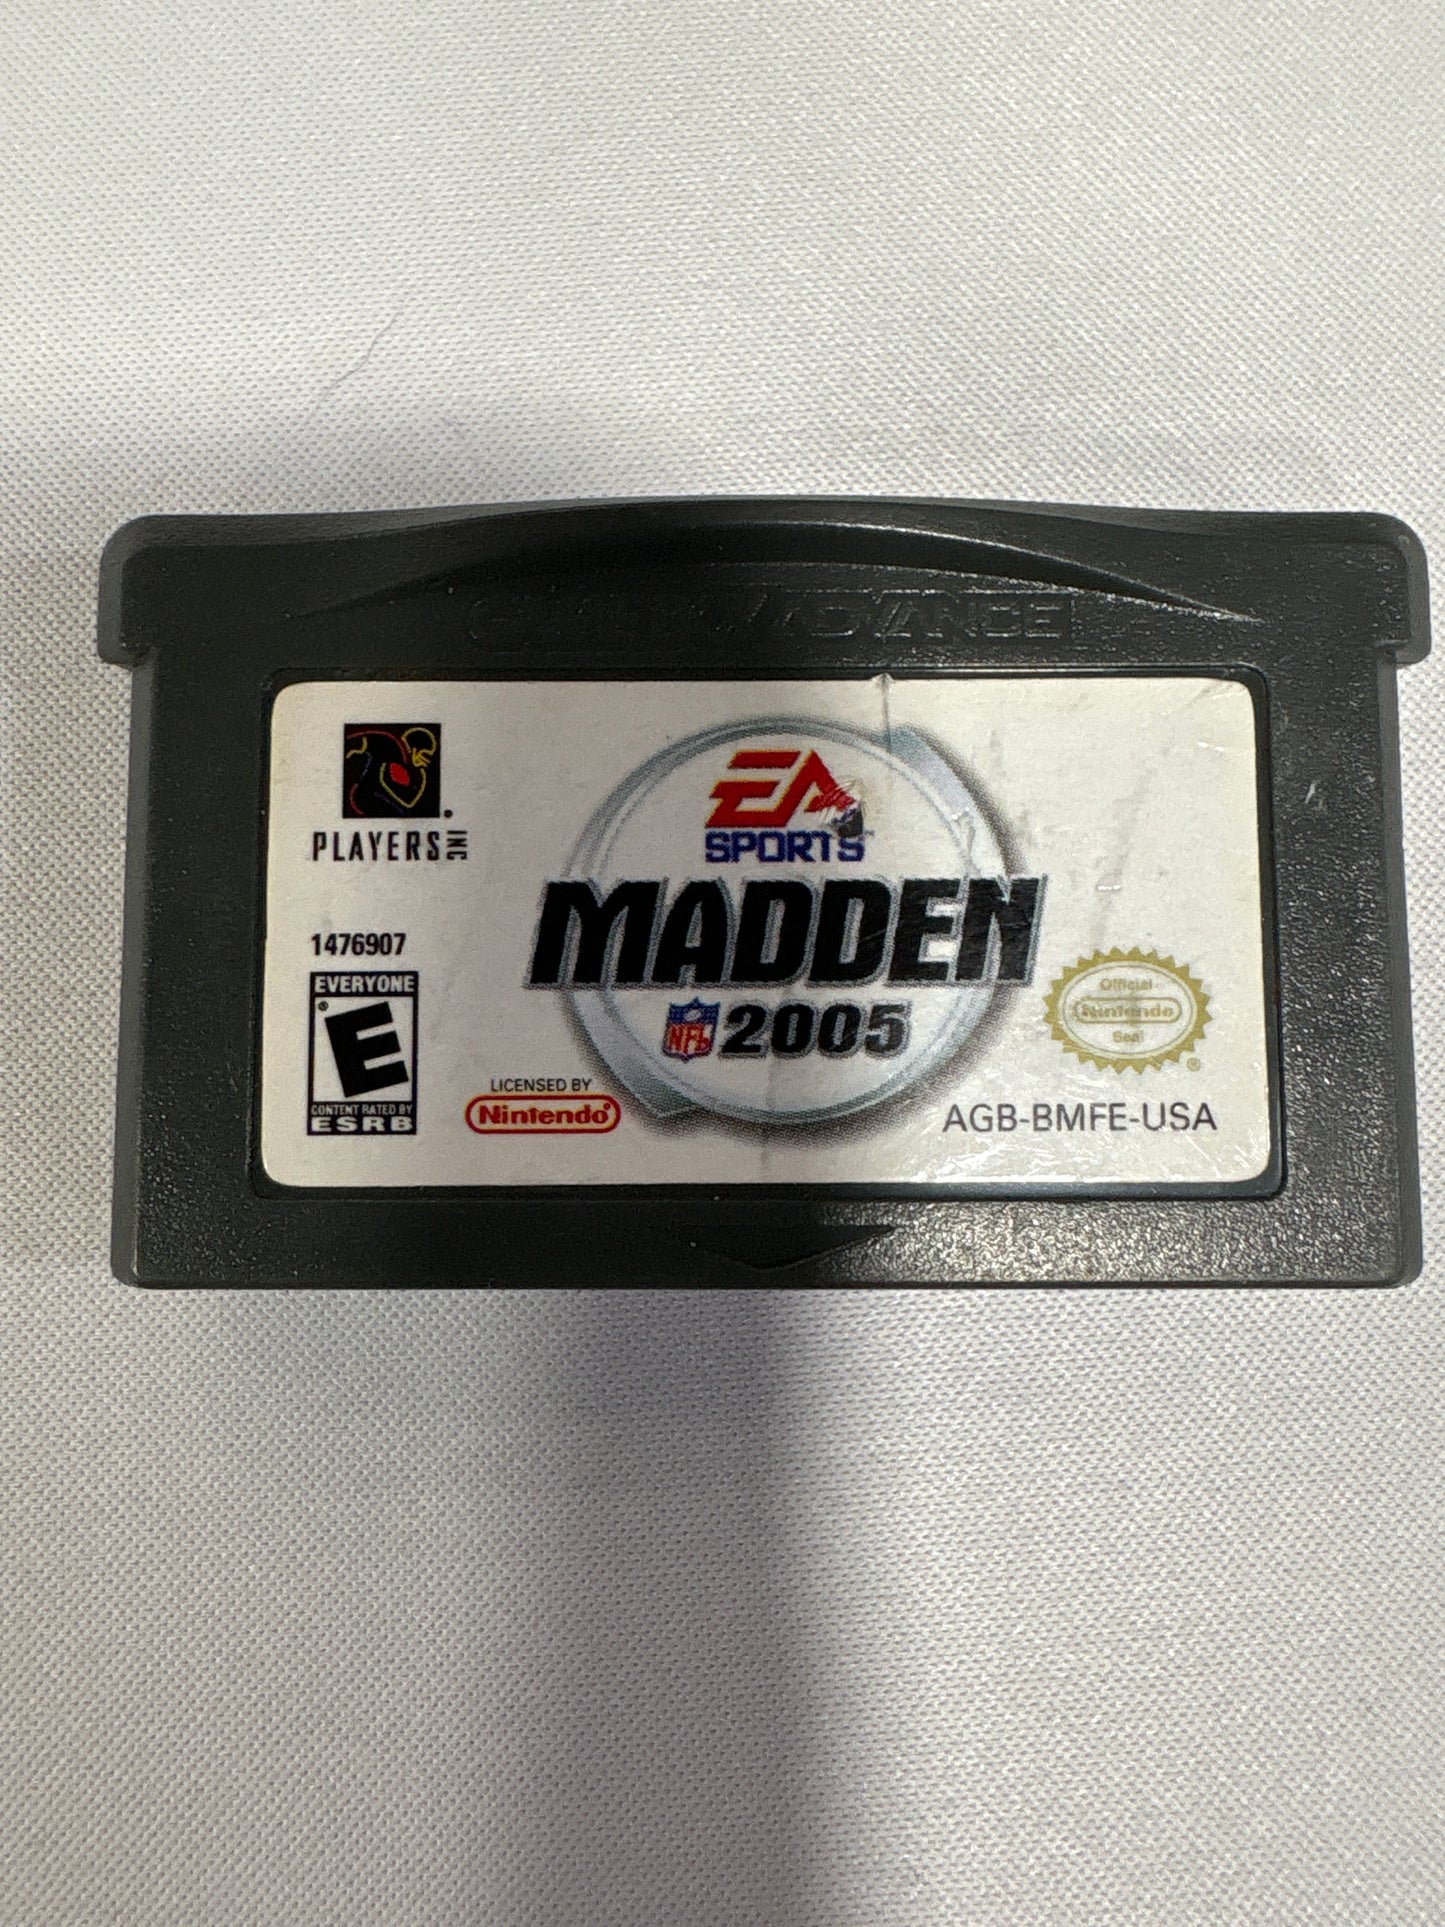 GAME BOY ADVANCE
PLAYERS INC
EA
SPORTS™
MADDEN
NFL 2005
1476907
EVERYONE
E
CONTENT RATED BY
ESRB
LICENSED BY
Nintendo®
Official
Nintendo
Seal
AGB-BMFE-USA